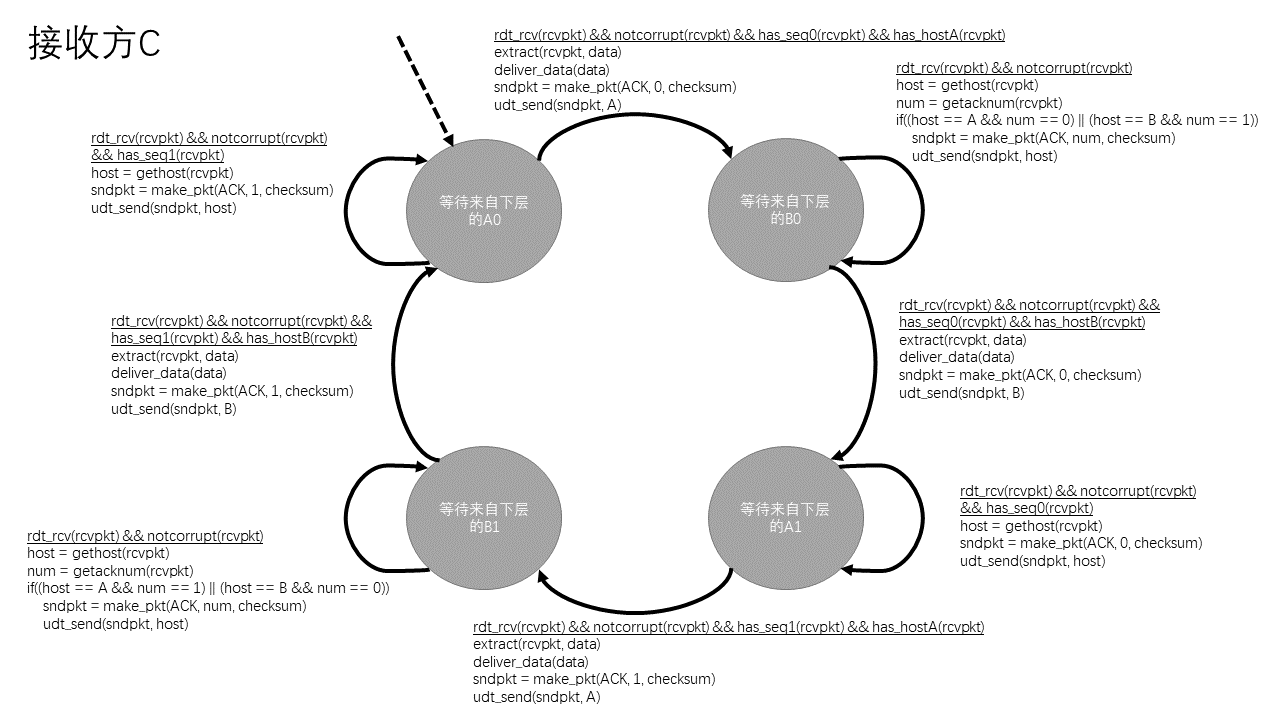 接收方C
rdt_rcv(rcvpkt) && notcorrupt(rcvpkt) && has_seq0(rcvpkt) && has_hostA(rcvpkt)
extract(rcvpkt, data)
deliver_data(data)
sndpkt = make_pkt(ACK, 0, checksum)
udt_send(sndpkt, A)
rdt_rcv(rcvpkt) && notcorrupt(rcvpkt)
host = gethost(rcvpkt)
num = getacknum(rcvpkt)
if((host == A && num == 0) || (host == B && num == 1))
sndpkt = make_pkt(ACK, num, checksum)
udt_send(sndpkt, host)
rdt_rcv(rcvpkt) && notcorrupt(rcvpkt)
&& has_seq1(rcvpkt)
host = gethost(rcvpkt)
sndpkt = make_pkt(ACK, 1, checksum)
udt_send(sndpkt, host)
等待来自下层
的A0
等待来自下层
的B0
rdt_rcv(rcvpkt) && notcorrupt(rcvpkt) &&
has_seq1(rcvpkt) && has_hostB(rcvpkt)
extract(rcvpkt, data)
deliver_data(data)
sndpkt = make_pkt(ACK, 1, checksum)
udt_send(sndpkt, B)
rdt_rcv(rcvpkt) && notcorrupt(rcvpkt) &&
has_seq0(rcvpkt) && has_hostB(rcvpkt)
extract(rcvpkt, data)
deliver_data(data)
sndpkt = make_pkt(ACK, 0, checksum)
udt_send(sndpkt, B)
等待来自下层
的B1
等待来自下层
的A1
rdt_rcv(rcvpkt) && notcorrupt(rcvpkt)
&& has_seq0(rcvpkt)
host = gethost(rcvpkt)
sndpkt = make_pkt(ACK, 0, checksum)
udt_send(sndpkt, host)
rdt_rcv(rcvpkt) && notcorrupt(rcvpkt)
host = gethost(rcvpkt)
num = getacknum(rcvpkt)
if((host == A && num == 1) || (host == B && num == 0))
sndpkt = make_pkt(ACK, num, checksum)
udt_send(sndpkt, host)
rdt_rcv(rcvpkt) && notcorrupt(rcvpkt) && has_seq1(rcvpkt) && has_hostA(rcvpkt)
extract(rcvpkt, data)
deliver_data(data)
sndpkt = make_pkt(ACK, 1, checksum)
udt_send(sndpkt, A)